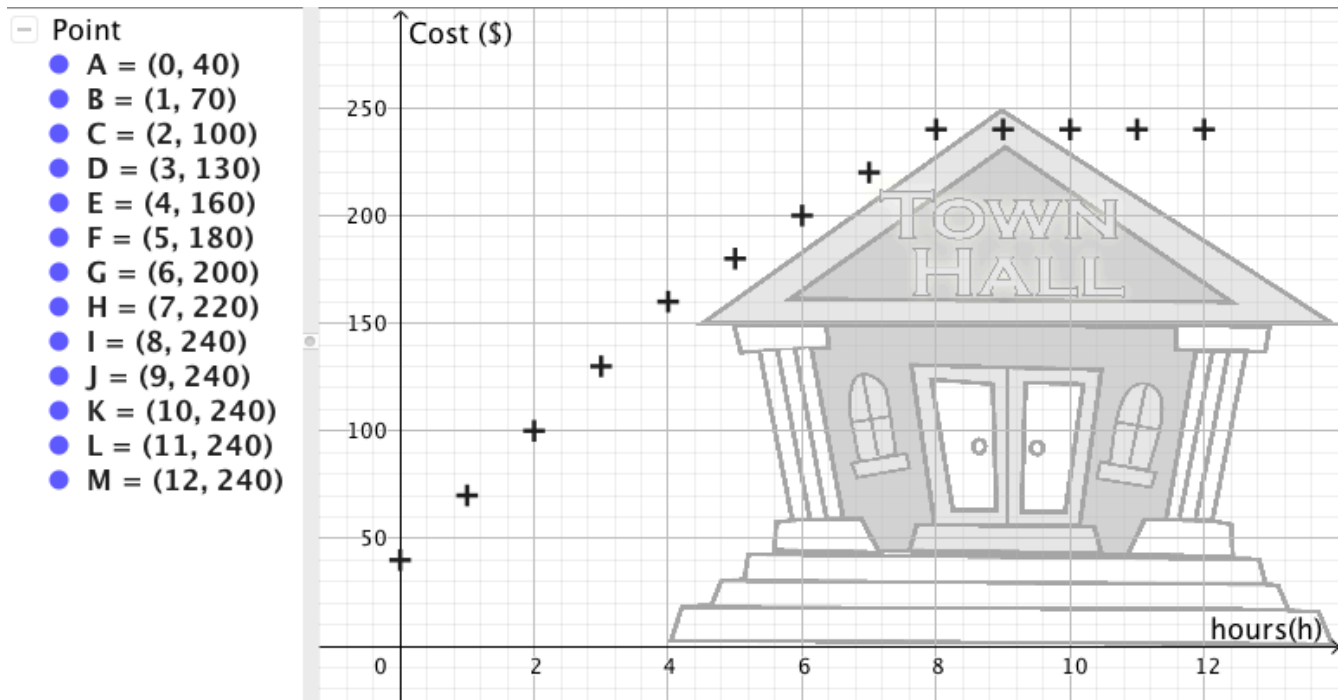 Point
A = (0, 40)
B = (1, 70)
C = (2, 100)
D = (3, 130)
E = (4, 160)
F = (5, 180)
G = (6, 200)
H = (7, 220)
I = (8, 240)
J = (9, 240)
K = (10, 240)
L = (11, 240)
M = (12, 240)
Cost ($)
250
200
150
100
50
TOWN
HALL
hours(h)
0 2 4 6 8 10 12